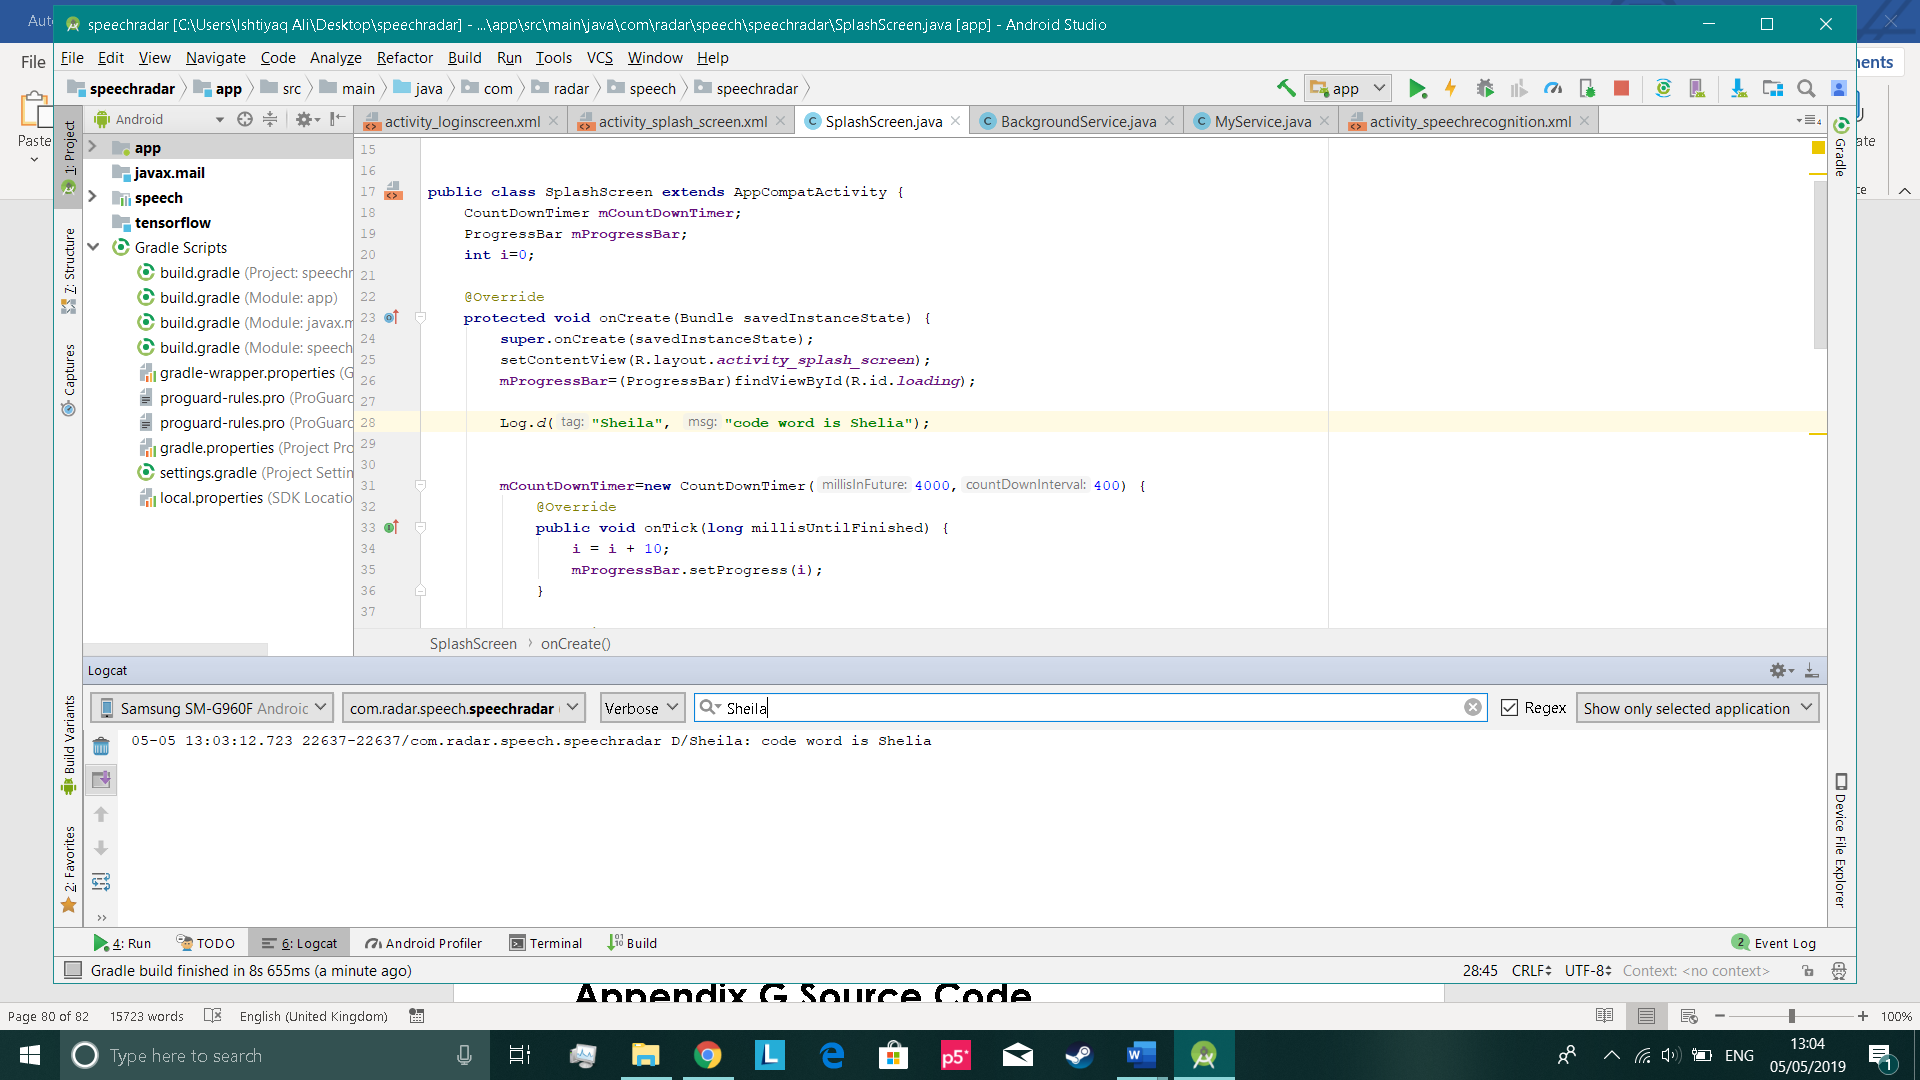 Aut
speechradar [C:\Users\Ishtiyaq Ali\Desktop\speechradar] - ...\app\src\main\java\com\radar\speech\speechradar\SplashScreen.java [app] - Android Studio
File
ents
File Edit View Navigate Code Analyze Refactor Build Run Tools VCS Window Help
speechradar app src main java com radar speech speechradar
app
Paste
ate
ce
1: Project
7: Structure
Captures
Build Variants
2: Favorites
Android
app
javax.mail
speech
tensorflow
Gradle Scripts
build.gradle (Project: speechr
build.gradle (Module: app)
build.gradle (Module: javax.m
build.gradle (Module: speech
gradle-wrapper.properties (G
proguard-rules.pro (ProGuarc
proguard-rules.pro (ProGuarc
gradle.properties (Project Pro
settings.gradle (Project Settin
local.properties (SDK Locatio
activity_loginscreen.xml activity_splash_screen.xml SplashScreen.java BackgroundService.java MyService.java activity_speechrecognition.xml
4
15
16
17 public class SplashScreen extends AppCompatActivity {
18 CountDownTimer mCountDownTimer;
19 ProgressBar mProgressBar;
20 int i=0;
21
22 @Override
23 protected void onCreate(Bundle savedInstanceState) {
24 super.onCreate(savedInstanceState);
25 setContentView(R.layout.activity_splash_screen);
26 mProgressBar=(ProgressBar)findViewById(R.id.loading);
27
28 Log.d( tag: "Sheila", msg: "code word is Shelia");
29
30
31 mCountDownTimer=new CountDownTimer( millisInFuture: 4000, countDownInterval: 400) {
32 @Override
33 public void onTick(long millisUntilFinished) {
34 i = i + 10;
35 mProgressBar.setProgress(i);
36 }
37
SplashScreen › onCreate()
Gradle
Device File Explorer
Logcat
Samsung SM-G960F Androic com.radar.speech.speechradar Verbose Sheila Regex Show only selected application
05-05 13:03:12.723 22637-22637/com.radar.speech.speechradar D/Sheila: code word is Shelia
4: Run TODO 6: Logcat Android Profiler Terminal Build 2 Event Log
Gradle build finished in 8s 655ms (a minute ago) 28:45 CRLF UTF-8 Context: <no context>
Appendix G Source Code
Page 80 of 82 15723 words English (United Kingdom) 100%
Type here to search
L
p5*
ENG
13:04
05/05/2019
1